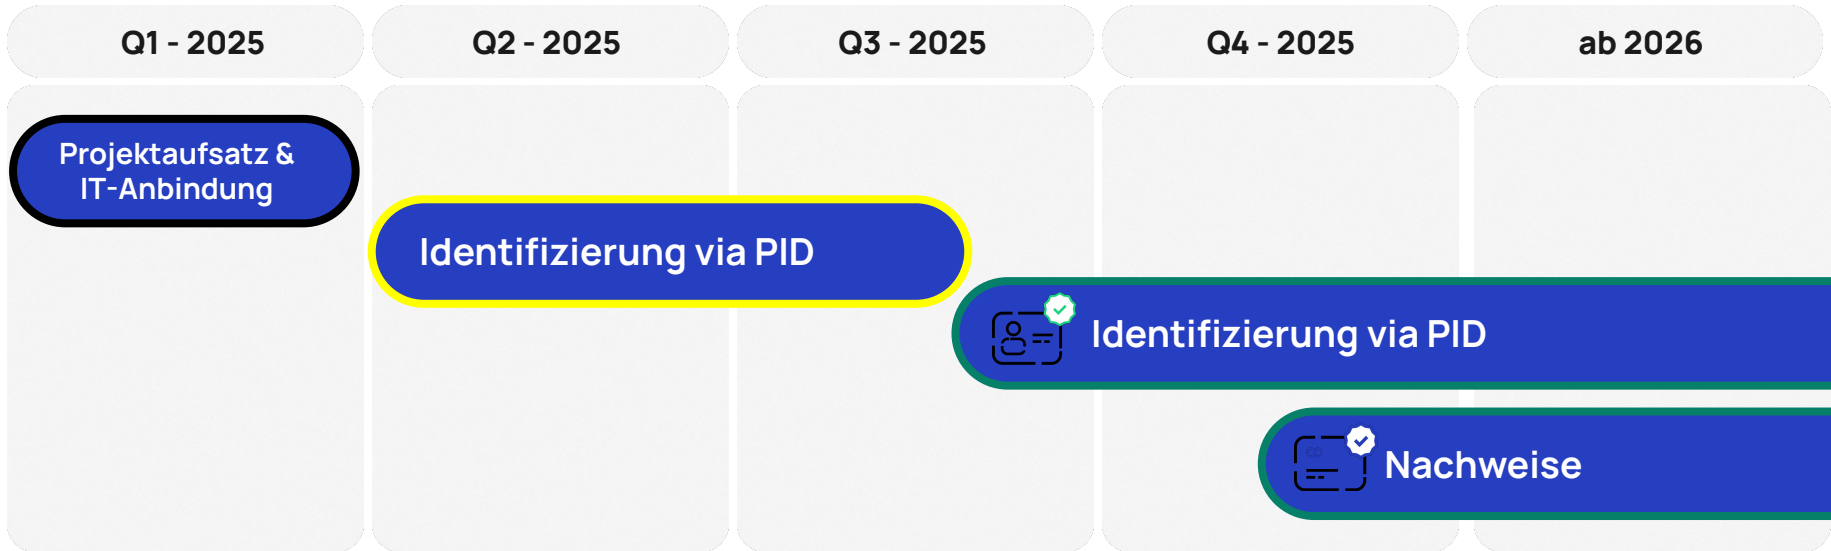 Q1 - 2025
Q2 - 2025
Q3 - 2025
Q4 - 2025
ab 2026
Projektaufsatz &
IT-Anbindung
Identifizierung via PID
Identifizierung via PID
Nachweise